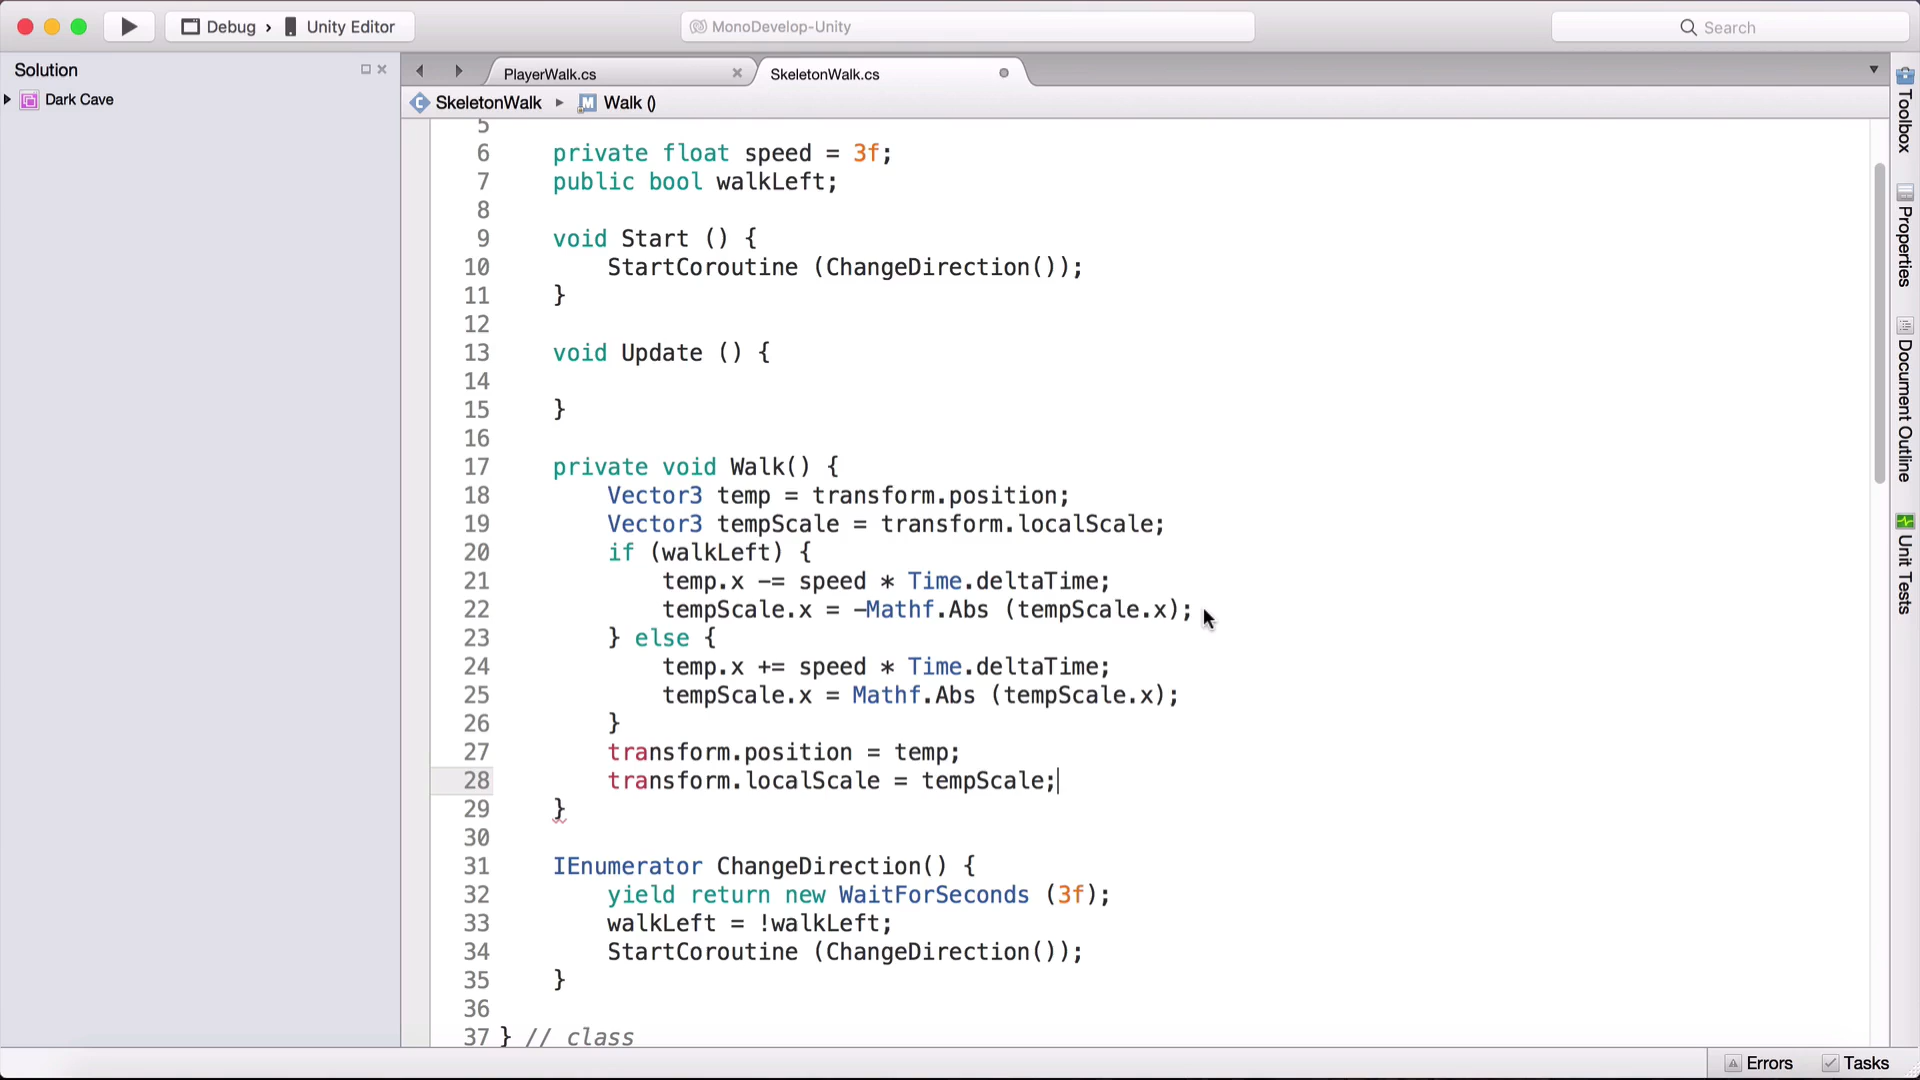 Debug › Unity Editor
MonoDevelop-Unity
Search
Solution
Dark Cave
PlayerWalk.cs
SkeletonWalk.cs
SkeletonWalk
Walk ()
5
6 private float speed = 3f;
7 public bool walkLeft;
8
9 void Start () {
10 StartCoroutine (ChangeDirection());
11 }
12
13 void Update () {
14
15 }
16
17 private void Walk() {
18 Vector3 temp = transform.position;
19 Vector3 tempScale = transform.localScale;
20 if (walkLeft) {
21 temp.x -= speed * Time.deltaTime;
22 tempScale.x = -Mathf.Abs (tempScale.x);
23 } else {
24 temp.x += speed * Time.deltaTime;
25 tempScale.x = Mathf.Abs (tempScale.x);
26 }
27 transform.position = temp;
28 transform.localScale = tempScale;
29 }
30
31 IEnumerator ChangeDirection() {
32 yield return new WaitForSeconds (3f);
33 walkLeft = !walkLeft;
34 StartCoroutine (ChangeDirection());
35 }
36
37 } // class
Toolbox
Properties
Document Outline
Unit Tests
Errors
Tasks